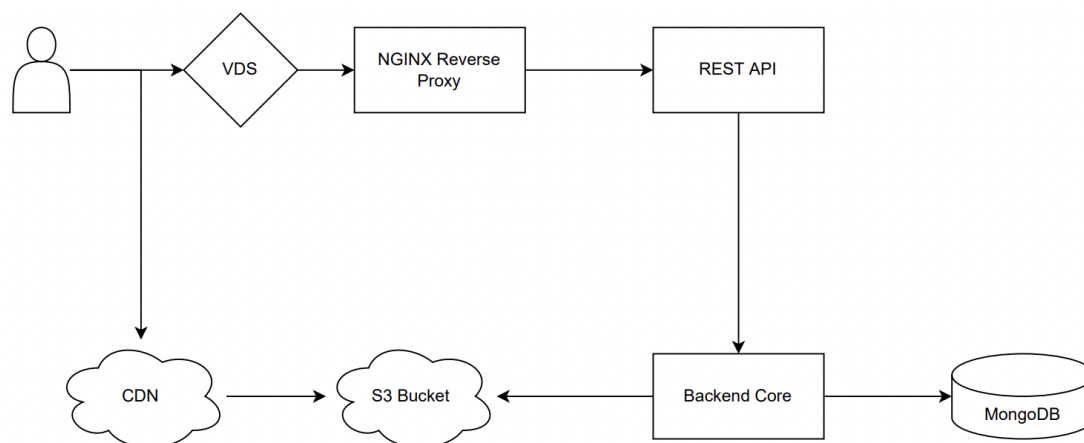 VDS
NGINX Reverse
Proxy
REST API
CDN
S3 Bucket
Backend Core
MongoDB